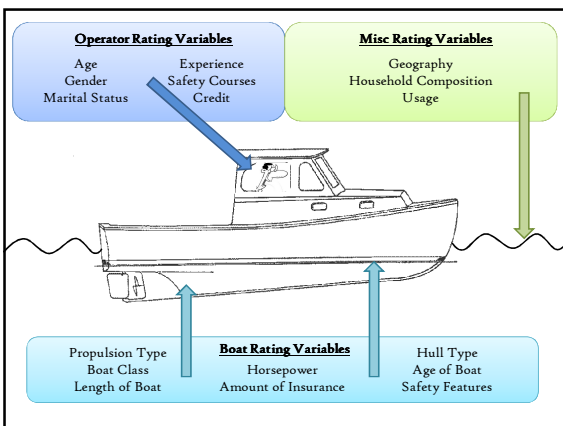 Operator Rating Variables
Age Experience
Gender Safety Courses
Marital Status Credit
Misc Rating Variables
Geography
Household Composition
Usage
Boat Rating Variables
Propulsion Type
Boat Class
Length of Boat
Horsepower
Amount of Insurance
Hull Type
Age of Boat
Safety Features